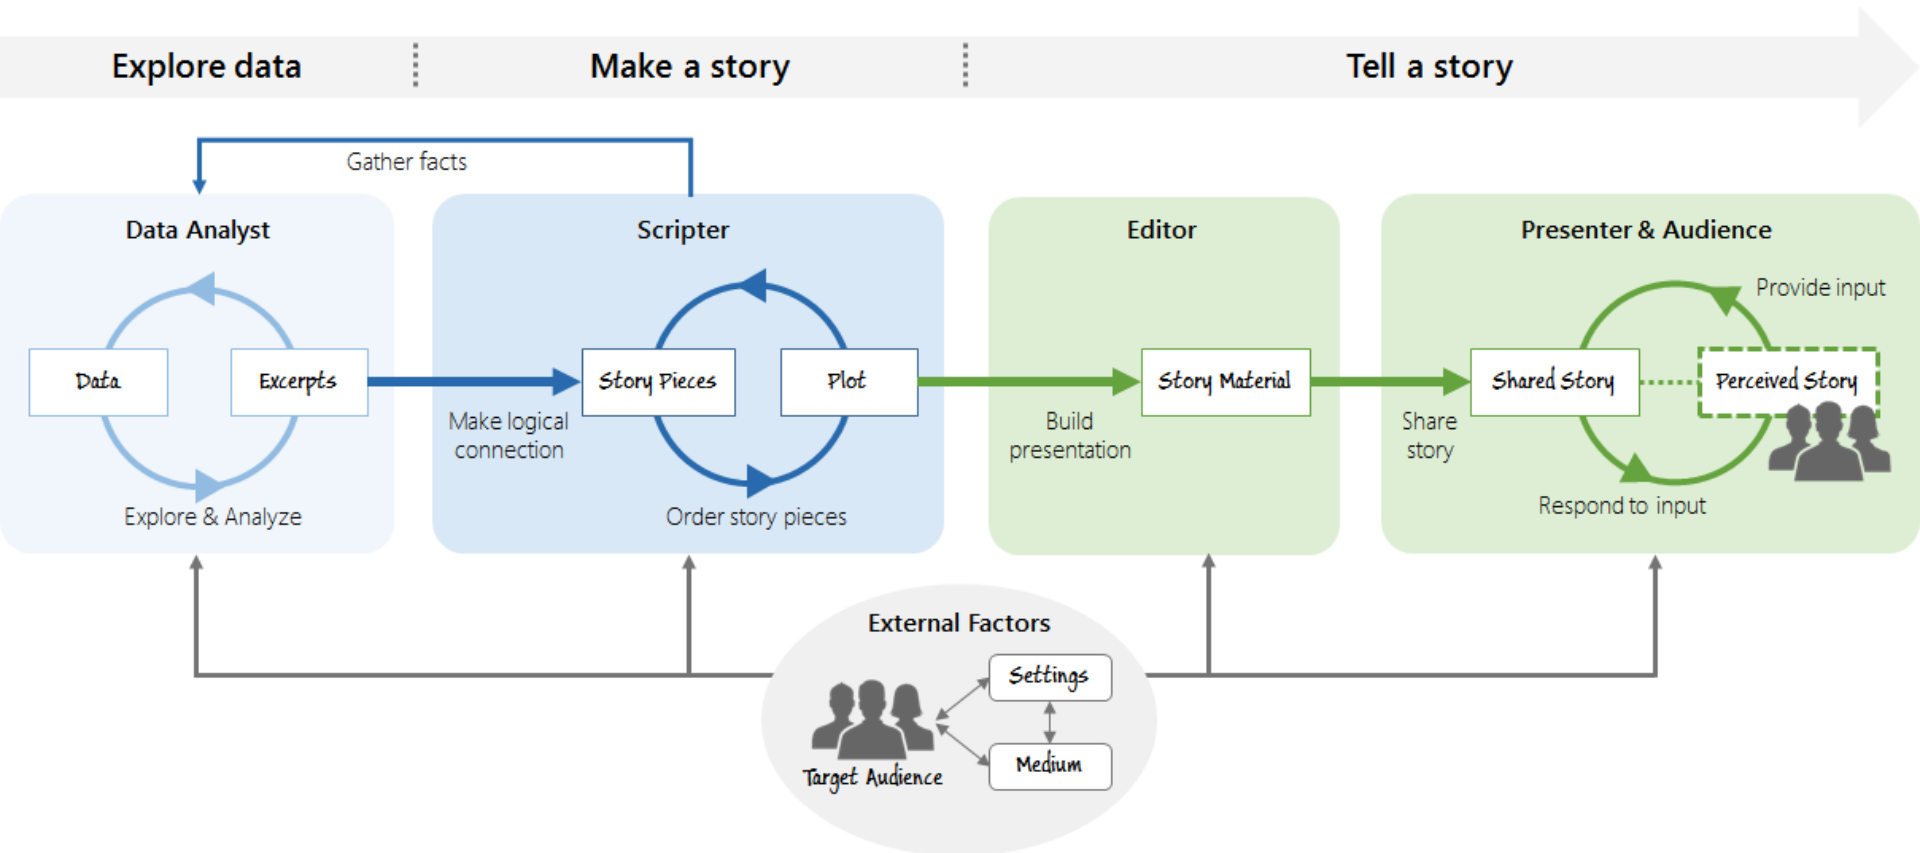 Explore data
Make a story
Tell a story
Gather facts
Data Analyst
Scripter
Editor
Presenter & Audience
Provide input
Data
Excerpts
Story Pieces
Plot
Story Material
Shared Story
Perceived Story
Make logical
connection
Build
presentation
Share
story
Explore & Analyze
Order story pieces
Respond to input
External Factors
Settings
Medium
Target Audience